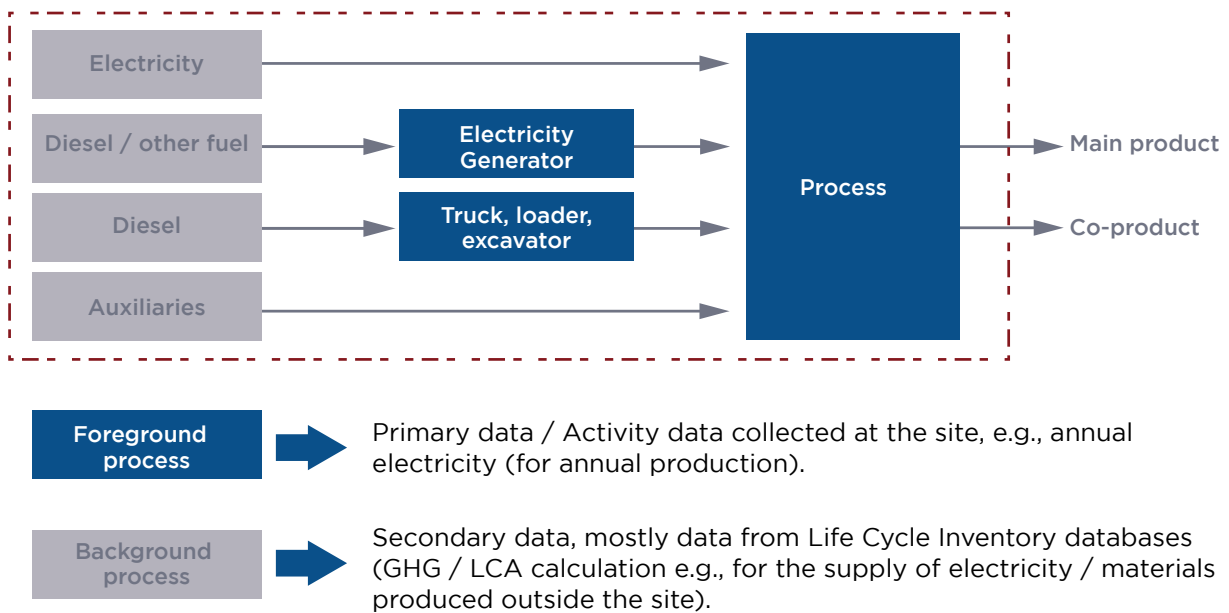 Electricity
Diesel / other fuel
Electricity
Generator
Diesel
Truck, loader,
excavator
Auxiliaries
Process
Main product
Co-product
Foreground
process
Primary data / Activity data collected at the site, e.g., annual
electricity (for annual production).
Background
process
Secondary data, mostly data from Life Cycle Inventory databases
(GHG / LCA calculation e.g., for the supply of electricity / materials
produced outside the site).